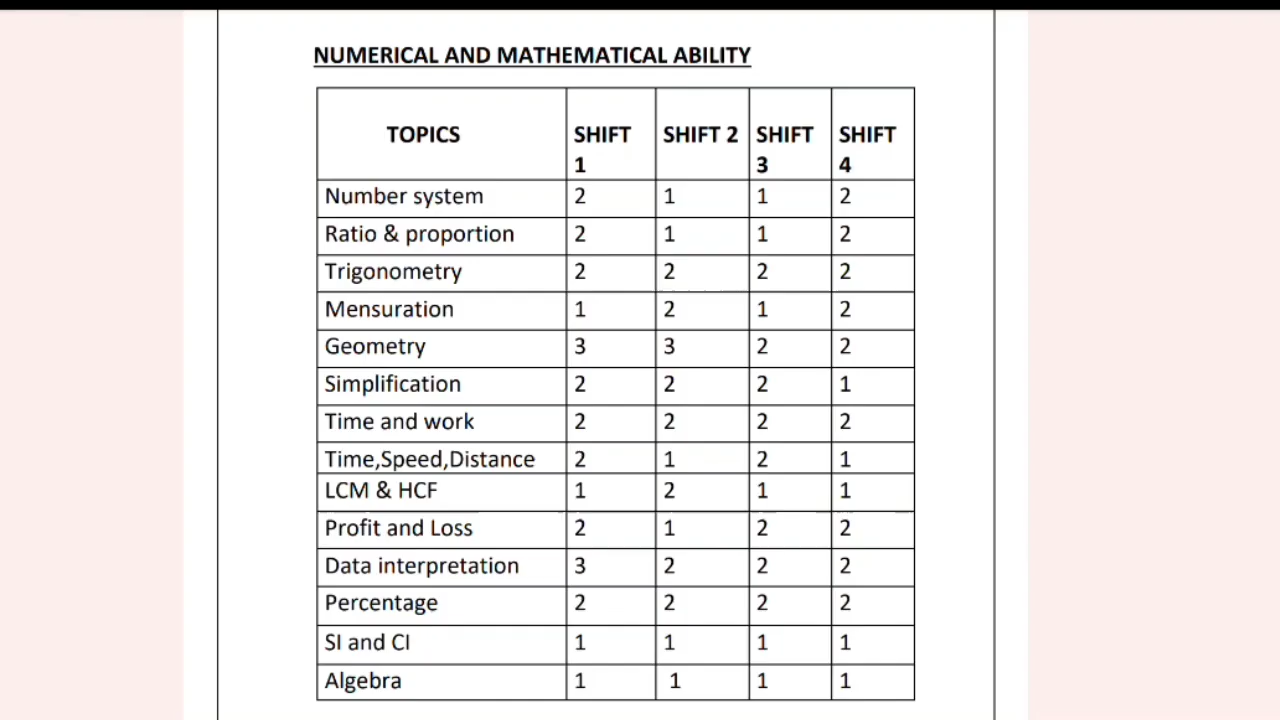 NUMERICAL AND MATHEMATICAL ABILITY
TOPICS SHIFT 1 SHIFT 2 SHIFT 3 SHIFT 4
Number system 2 1 1 2
Ratio & proportion 2 1 1 2
Trigonometry 2 2 2 2
Mensuration 1 2 1 2
Geometry 3 3 2 2
Simplification 2 2 2 1
Time and work 2 2 2 2
Time,Speed,Distance 2 1 2 1
LCM & HCF 1 2 1 1
Profit and Loss 2 1 2 2
Data interpretation 3 2 2 2
Percentage 2 2 2 2
SI and CI 1 1 1 1
Algebra 1 1 1 1